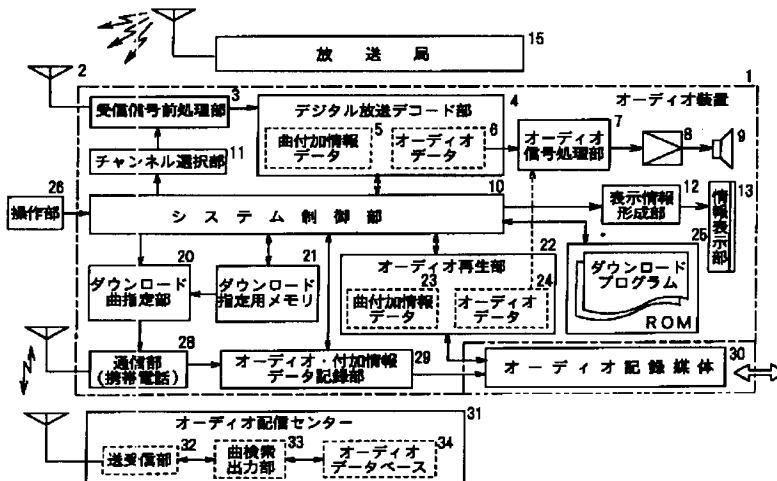 放送局
15
2
1
受信信号前処理部
3
デジタル放送デコード部
4
オーディオ装置
曲付加情報
データ
5
オーディオ
データ
6
オーディオ
信号処理部
7
8
9
チャンネル選択部
11
操作部
26
システム制御部
10
表示情報
形成部
12
情報表示部
13
ダウンロード
曲指定部
20
ダウンロード
指定用メモリ
21
オーディオ再生部
22
曲付加情報
データ
23
オーディオ
データ
24
ダウンロード
プログラム
ROM
25
通信部
(携帯電話)
28
オーディオ・付加情報
データ記録部
29
オーディオ記録媒体
30
オーディオ配信センター
31
送受信部
32
曲検索
出力部
33
オーディオ
データベース
34